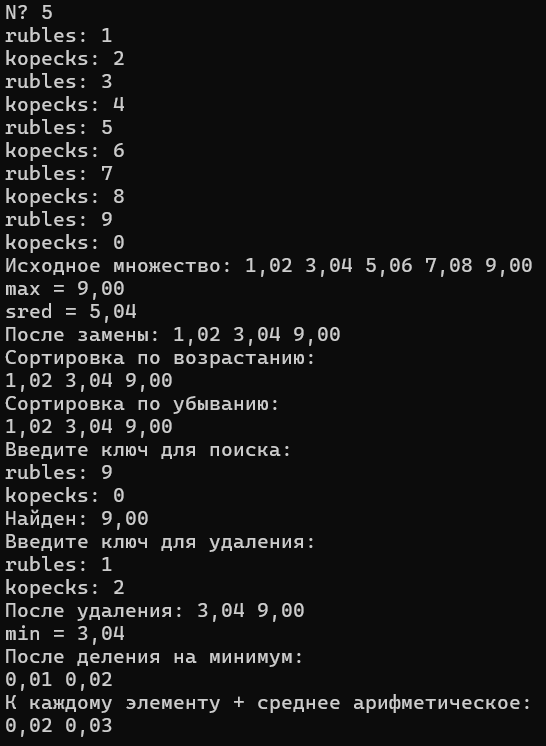 N? 5
rubles: 1
kopecks: 2
rubles: 3
kopecks: 4
rubles: 5
kopecks: 6
rubles: 7
kopecks: 8
rubles: 9
kopecks: 0
Исходное множество: 1,02 3,04 5,06 7,08 9,00
max = 9,00
sred = 5,04
После замены: 1,02 3,04 9,00
Сортировка по возрастанию:
1,02 3,04 9,00
Сортировка по убыванию:
1,02 3,04 9,00
Введите ключ для поиска:
rubles: 9
kopecks: 0
Найден: 9,00
Введите ключ для удаления:
rubles: 1
kopecks: 2
После удаления: 3,04 9,00
min = 3,04
После деления на минимум:
0,01 0,02
К каждому элементу + среднее арифметическое:
0,02 0,03